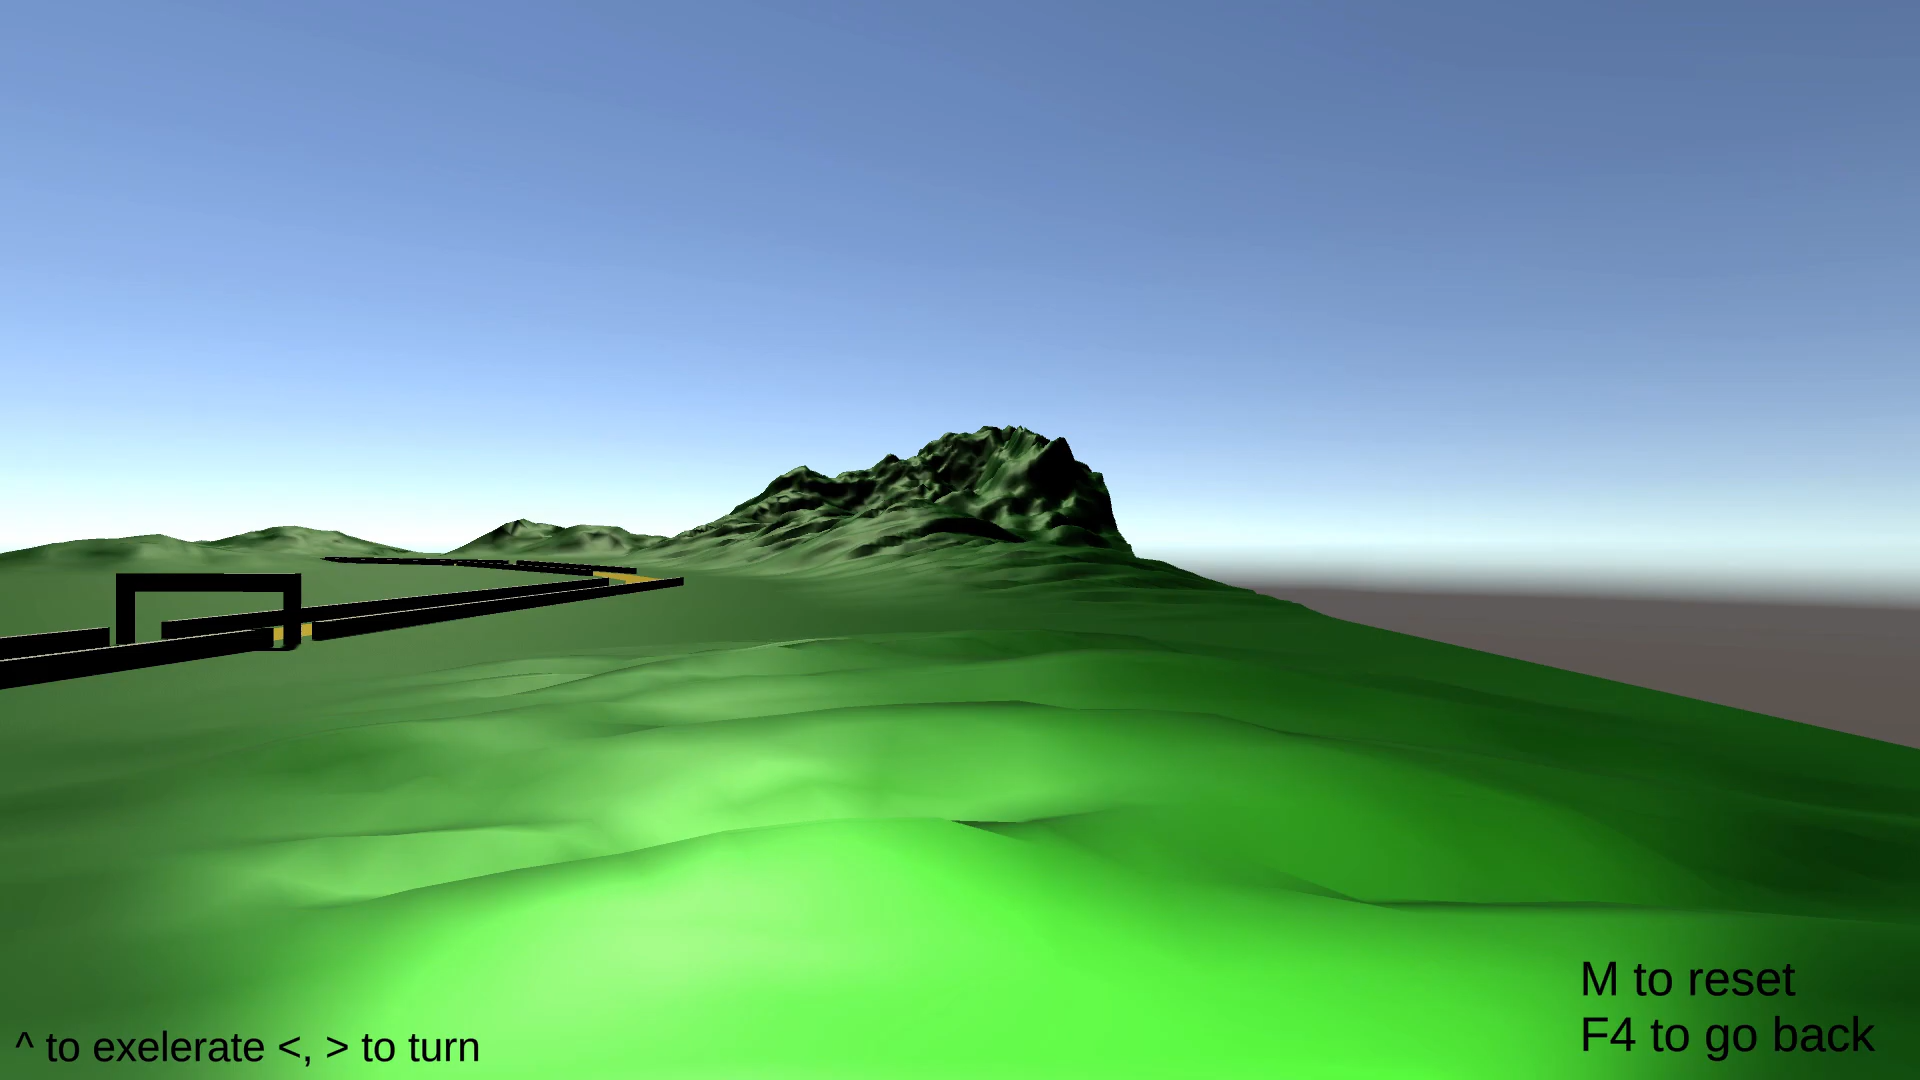 M to reset
F4 to go back
^ to exelerate <, > to turn